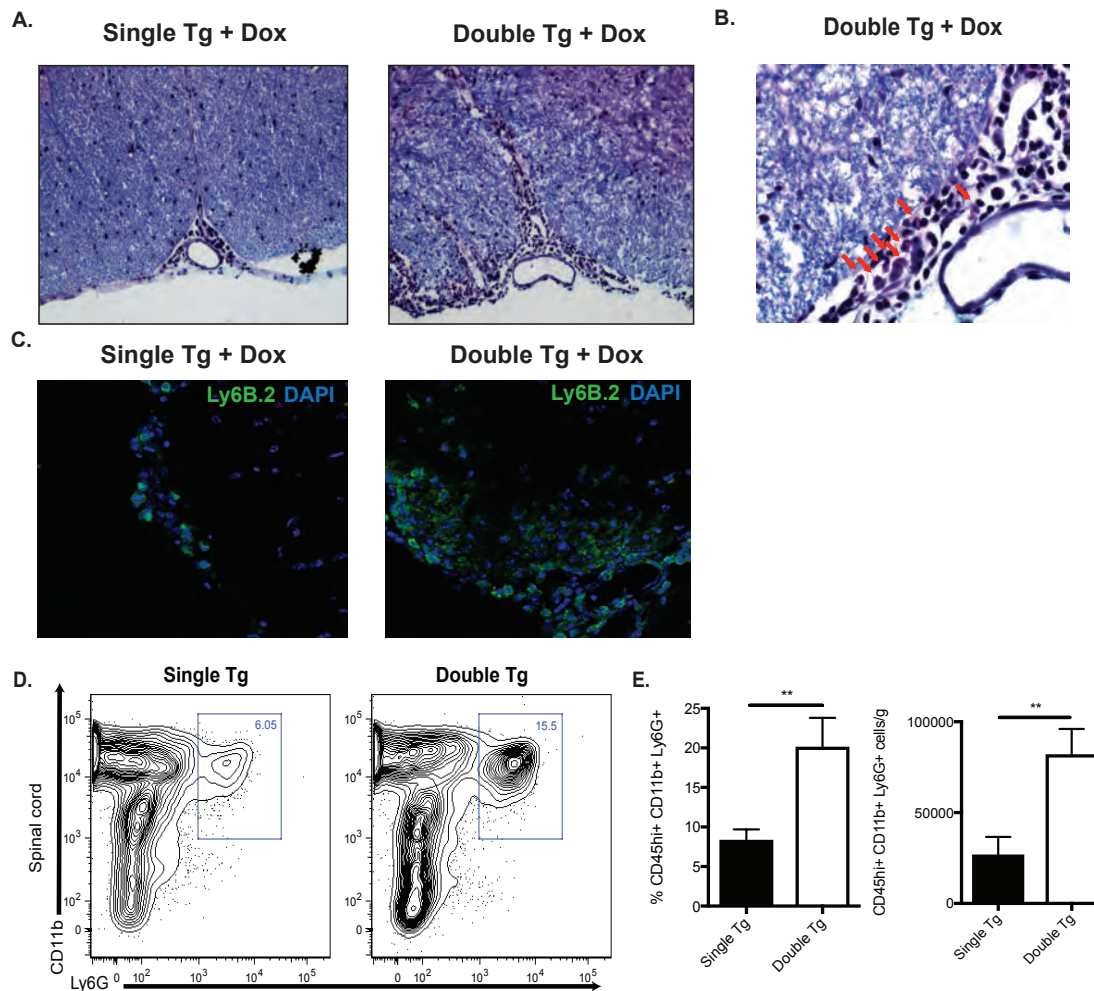 A.
Single Tg + Dox
Double Tg + Dox
B.
Double Tg + Dox
C.
Single Tg + Dox
Double Tg + Dox
Ly6B.2 DAPI
Ly6B.2 DAPI
D.
Single Tg
Double Tg
Spinal cord
CD11b
10^5
10^4
10^3
10^2
0
6.05
0 10^2 10^3 10^4 10^5
Ly6G
10^5
10^4
10^3
10^2
0
15.5
0 10^2 10^3 10^4 10^5
E.
**
% CD45hi+ CD11b+ Ly6G+
25
20
15
10
5
0
Single Tg
Double Tg
**
CD45hi+ CD11b+ Ly6G+ cells/g
100000
50000
0
Single Tg
Double Tg